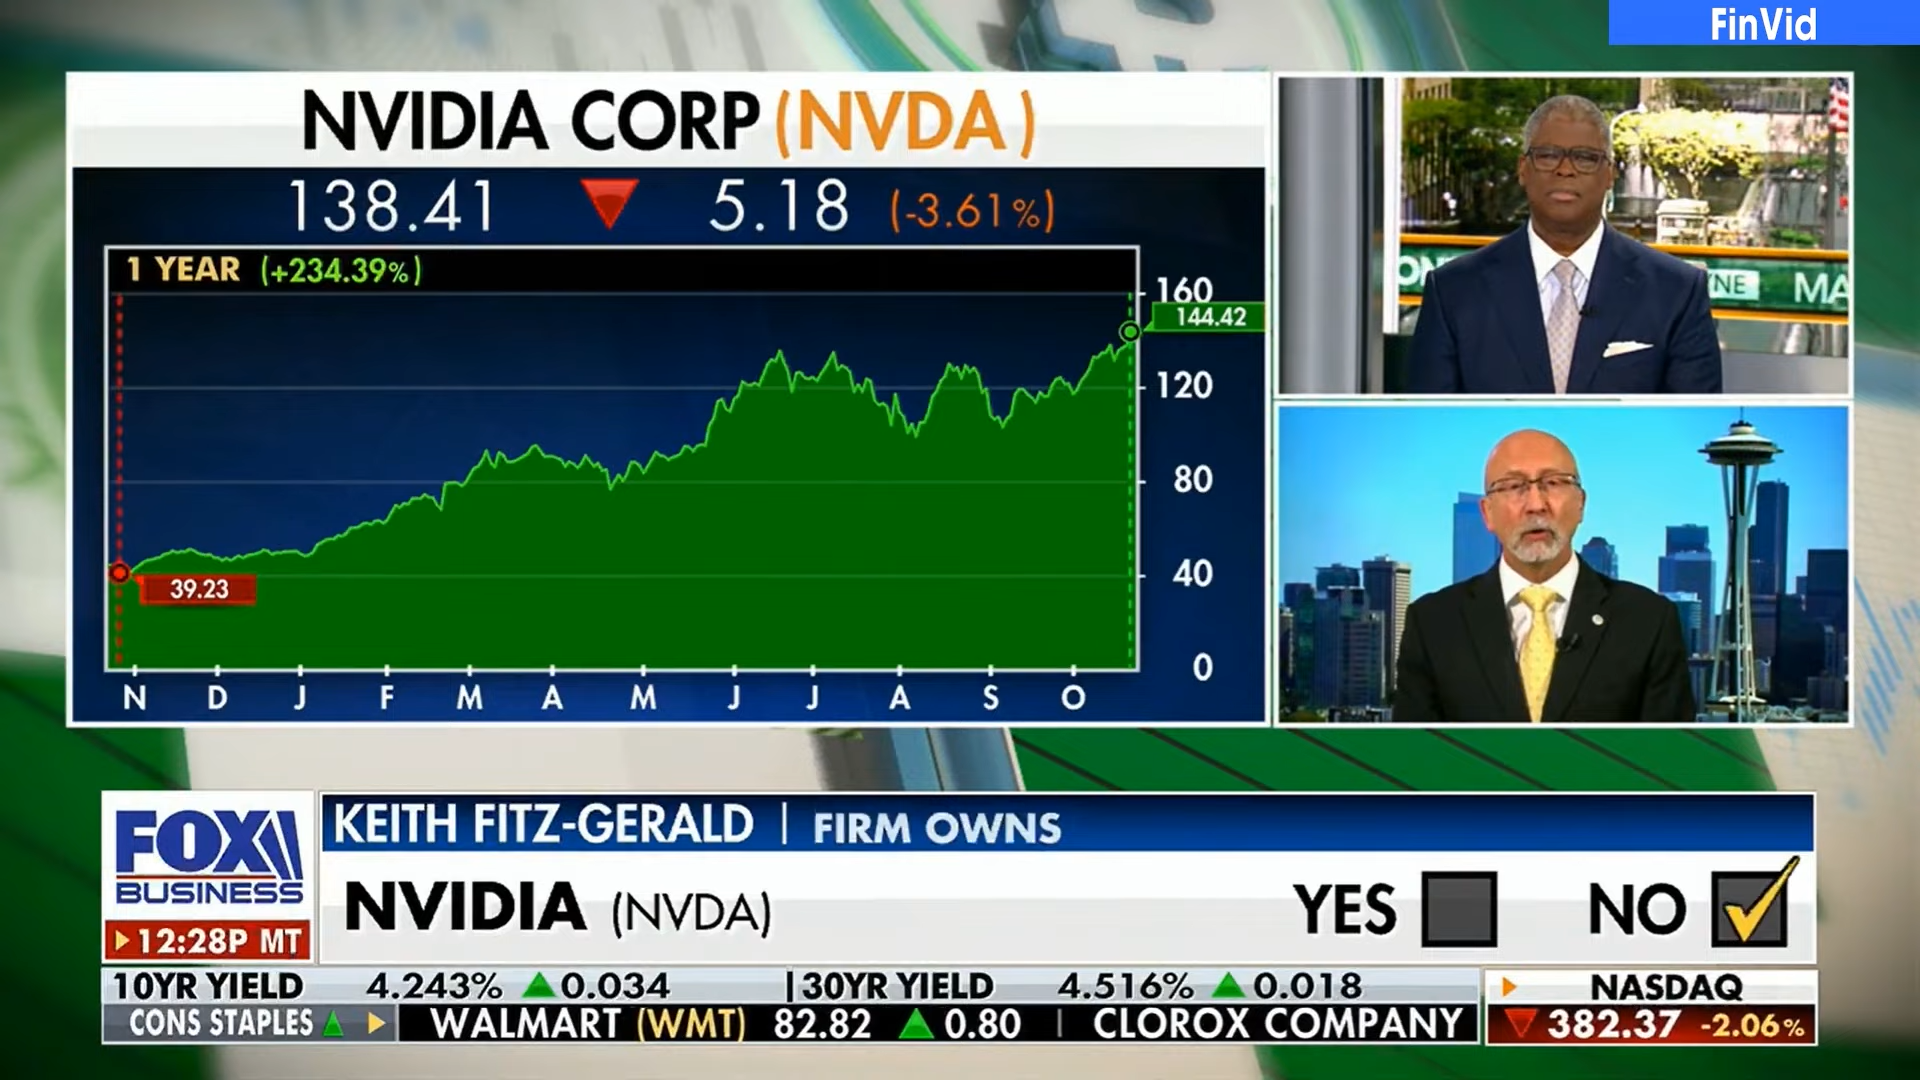 FinVid
NVIDIA CORP (NVDA)
138.41 ▼ 5.18 (-3.61%)
1 YEAR (+234.39%)
160
144.42
120
80
40
39.23
0
N D J F M A M J J A S O
ON
YNE
MA
KEITH FITZ-GERALD | FIRM OWNS
NVIDIA (NVDA)
YES NO
FOX
BUSINESS
12:28P MT
10YR YIELD 4.243% ▲ 0.034 | 30YR YIELD 4.516% ▲ 0.018
CONS STAPLES ▲ WALMART (WMT) 82.82 ▲ 0.80 | CLOROX COMPANY
NASDAQ
▼ 382.37 -2.06%